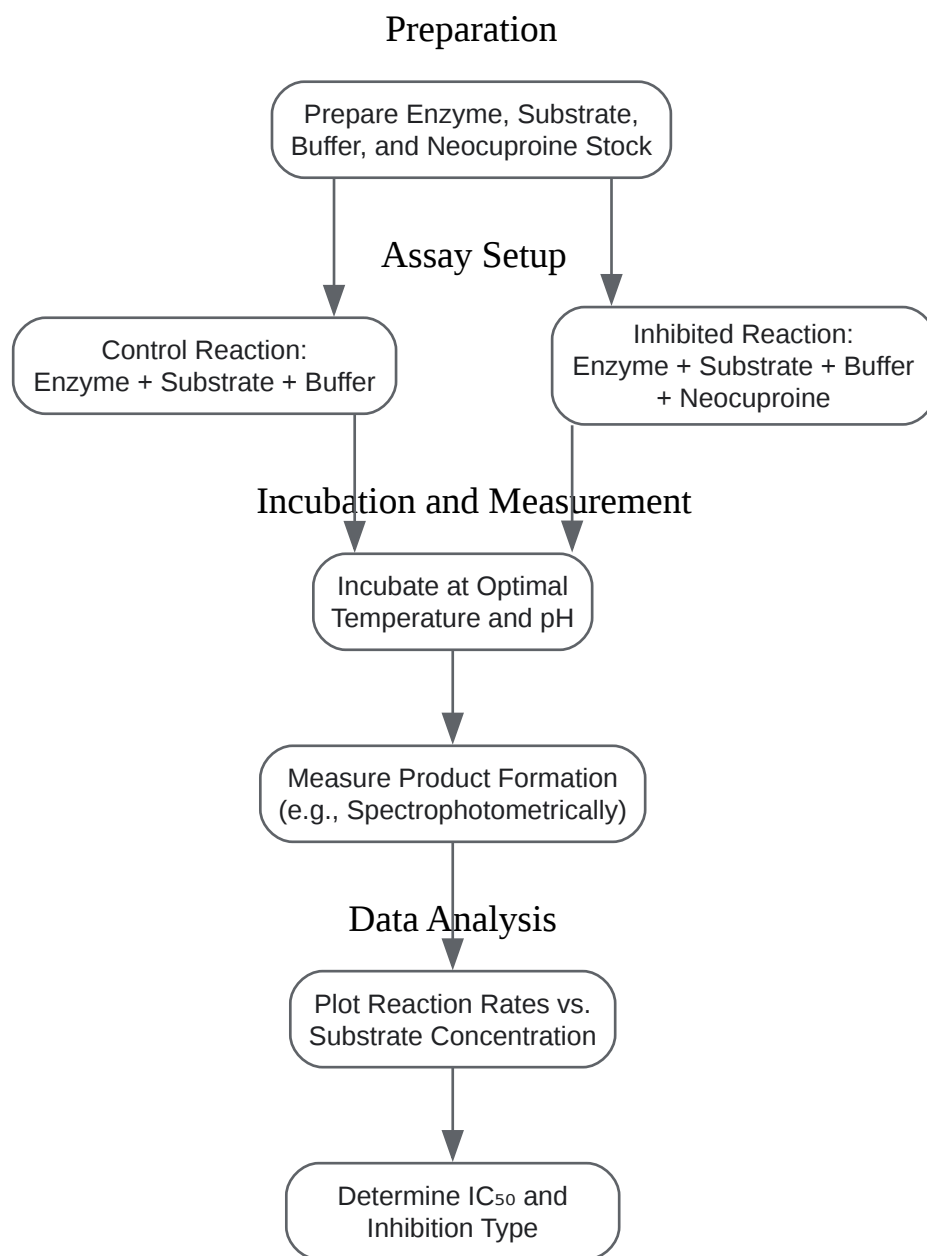 Preparation
Prepare Enzyme, Substrate,
Buffer, and Neocuproine Stock
Assay Setup
Control Reaction:
Enzyme + Substrate + Buffer
Inhibited Reaction:
Enzyme + Substrate + Buffer
+ Neocuproine
Incubation and Measurement
Incubate at Optimal
Temperature and pH
Measure Product Formation
(e.g., Spectrophotometrically)
Data Analysis
Plot Reaction Rates vs.
Substrate Concentration
Determine IC₅₀ and
Inhibition Type